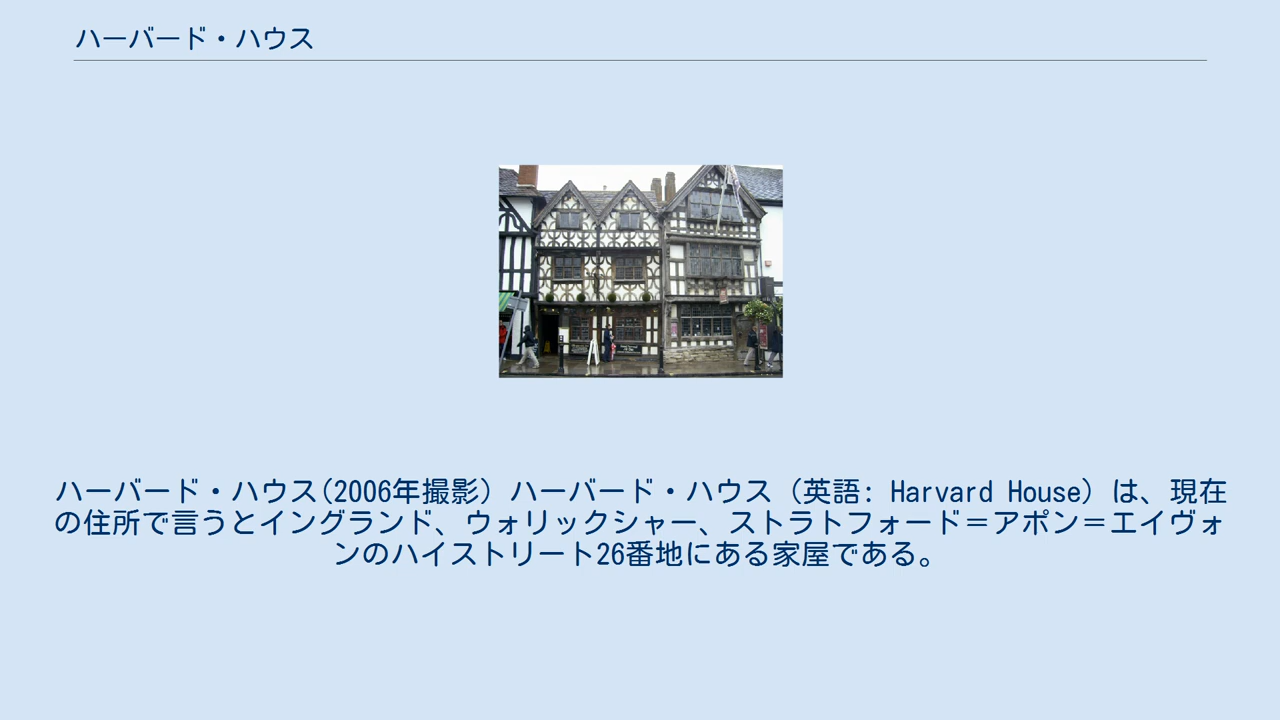 ハーバード・ハウス
ハーバード・ハウス(2006年撮影) ハーバード・ハウス（英語: Harvard House）は、現在
の住所で言うとイングランド、ウォリックシャー、ストラトフォード＝アポン＝エイヴォ
ンのハイストリート26番地にある家屋である。